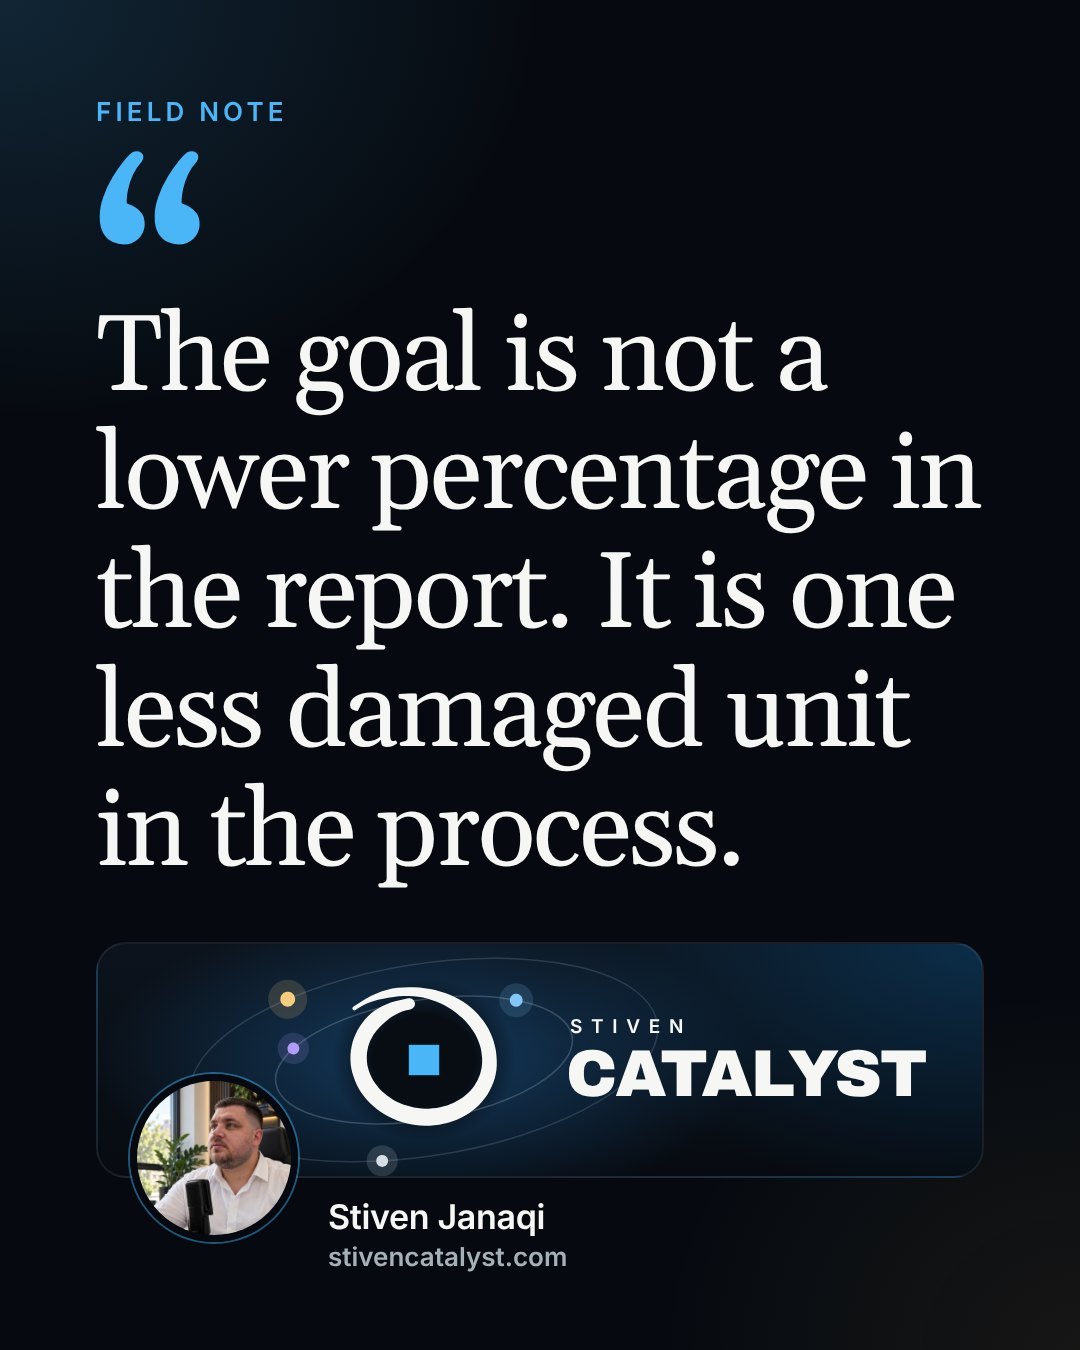 FIELD NOTE
“
The goal is not a
lower percentage in
the report. It is one
less damaged unit
in the process.
STIVEN
CATALYST
Stiven Janaqi
stivencatalyst.com